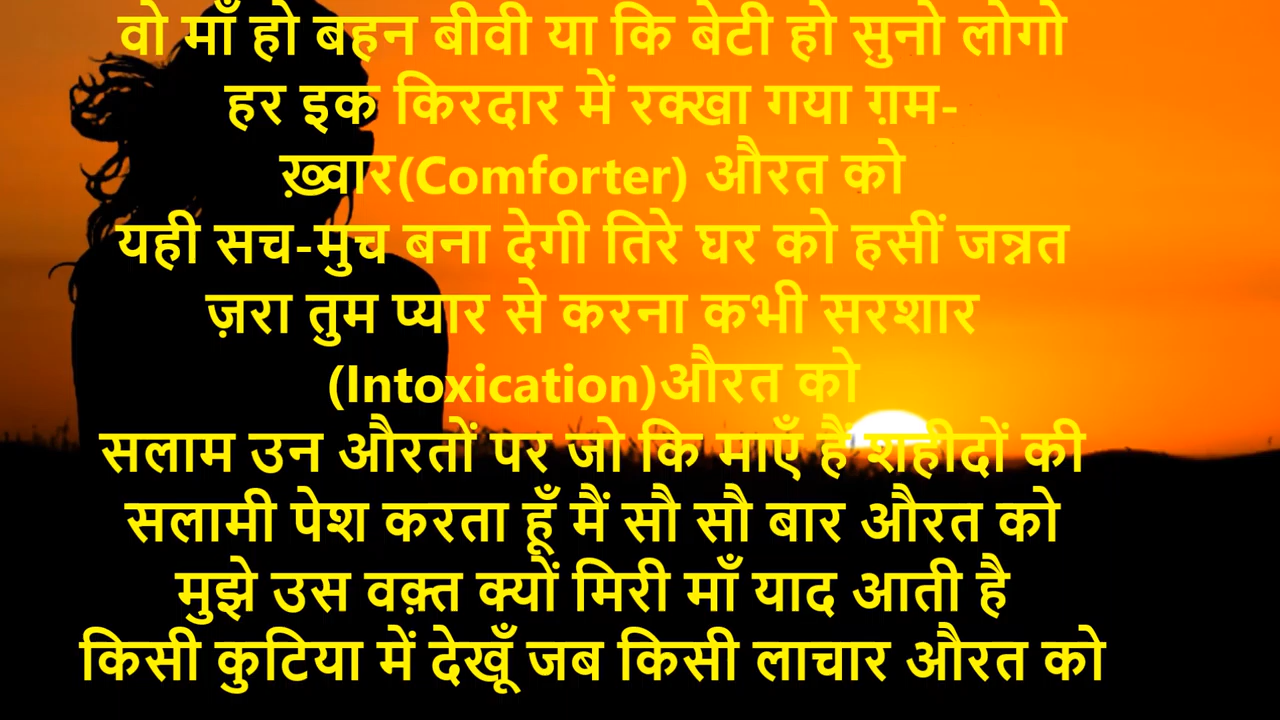 वो माँ हो बहन बीवी या कि बेटी हो सुनो लोगो
हर इक किरदार में रक्खा गया ग़म-
ख़्वार(Comforter) औरत को
यही सच-मुच बना देगी तिरे घर को हसीं जन्नत
ज़रा तुम प्यार से करना कभी सरशार
(Intoxication)औरत को
सलाम उन औरतों पर जो कि माएँ हैं शहीदों की
सलामी पेश करता हूँ मैं सौ सौ बार औरत को
मुझे उस वक़्त क्यों मिरी माँ याद आती है
किसी कुटिया में देखूँ जब किसी लाचार औरत को